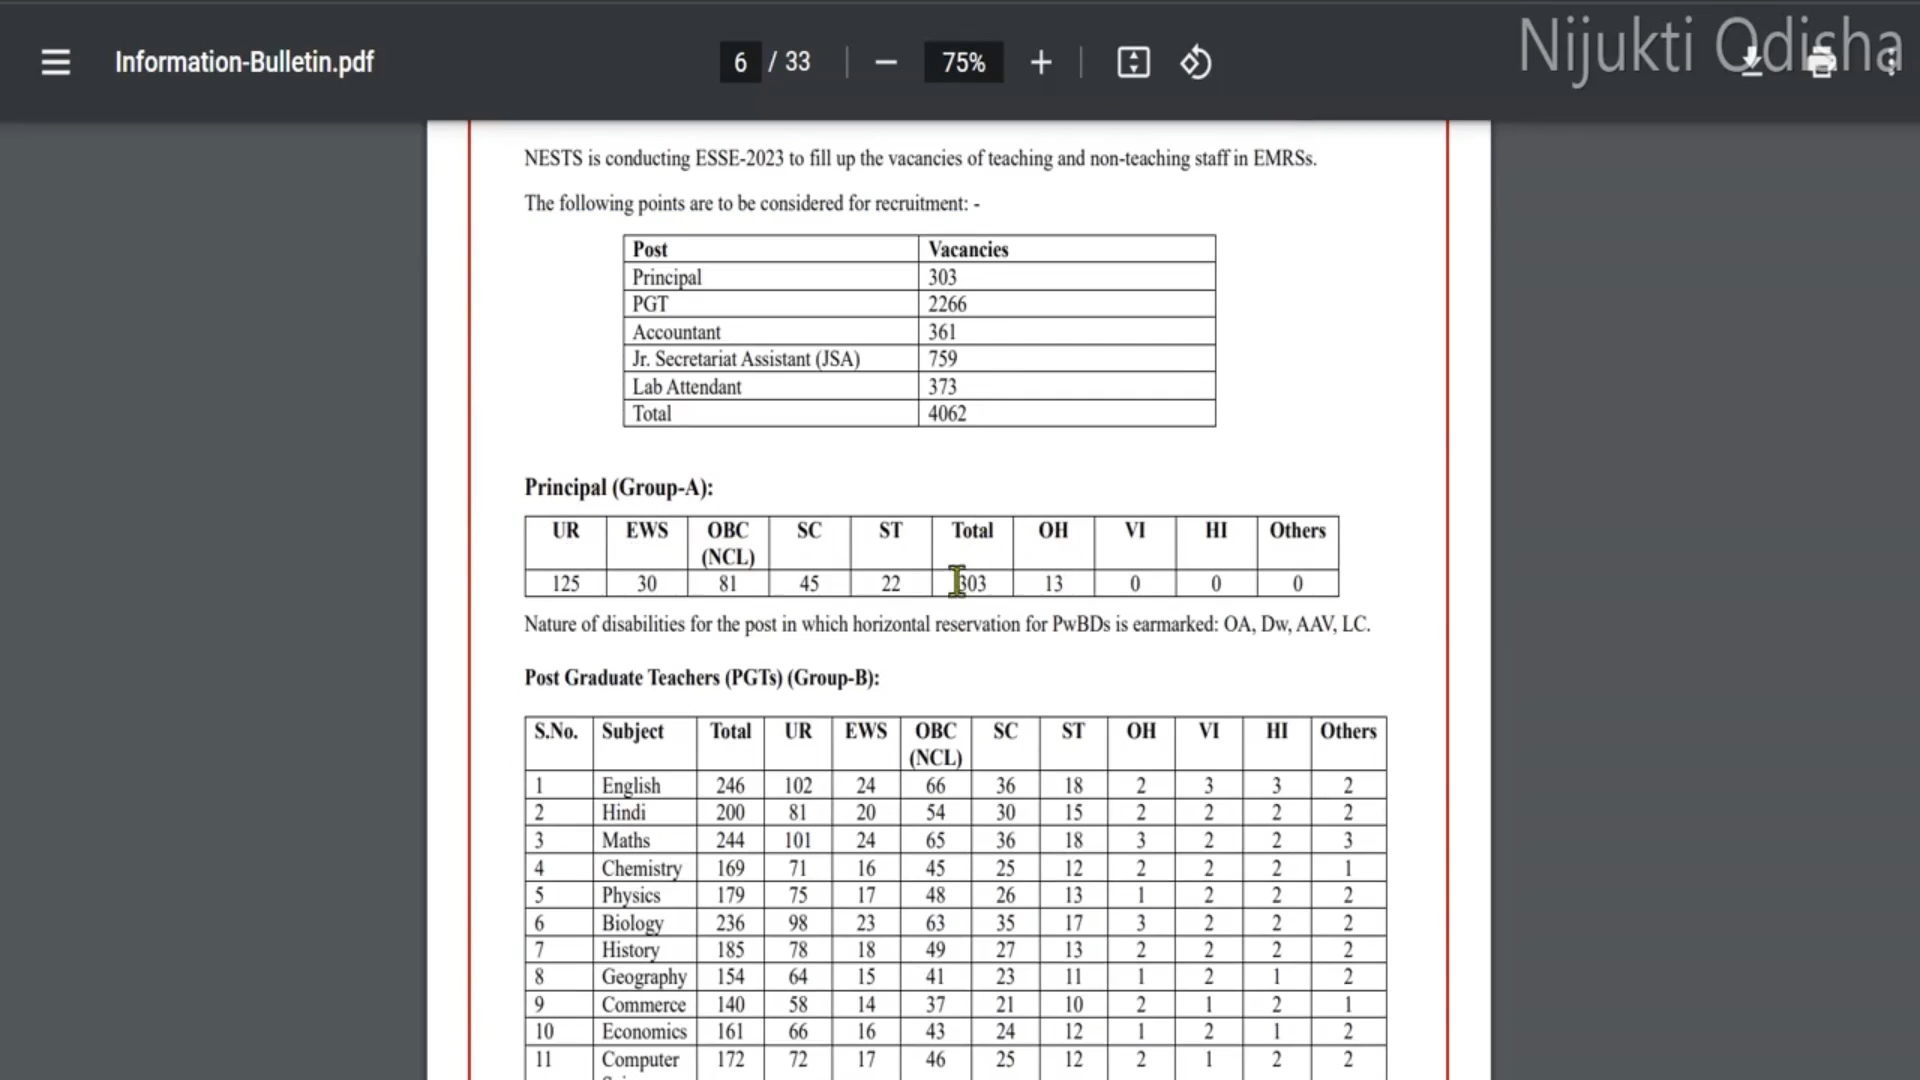 Information-Bulletin.pdf
6 / 33
75%
Nijukti Odisha
NESTS is conducting ESSE-2023 to fill up the vacancies of teaching and non-teaching staff in EMRSs.
The following points are to be considered for recruitment: -
Post Vacancies
Principal 303
PGT 2266
Accountant 361
Jr. Secretariat Assistant (JSA) 759
Lab Attendant 373
Total 4062
Principal (Group-A):
UR EWS OBC (NCL) SC ST Total OH VI HI Others
125 30 81 45 22 303 13 0 0 0
Nature of disabilities for the post in which horizontal reservation for PwBDs is earmarked: OA, Dw, AAV, LC.
Post Graduate Teachers (PGTs) (Group-B):
S.No. Subject Total UR EWS OBC (NCL) SC ST OH VI HI Others
1 English 246 102 24 66 36 18 2 3 3 2
2 Hindi 200 81 20 54 30 15 2 2 2 2
3 Maths 244 101 24 65 36 18 3 2 2 3
4 Chemistry 169 71 16 45 25 12 2 2 2 1
5 Physics 179 75 17 48 26 13 1 2 2 2
6 Biology 236 98 23 63 35 17 3 2 2 2
7 History 185 78 18 49 27 13 2 2 2 2
8 Geography 154 64 15 41 23 11 1 2 1 2
9 Commerce 140 58 14 37 21 10 2 1 2 1
10 Economics 161 66 16 43 24 12 1 2 1 2
11 Computer 172 72 17 46 25 12 2 1 2 2